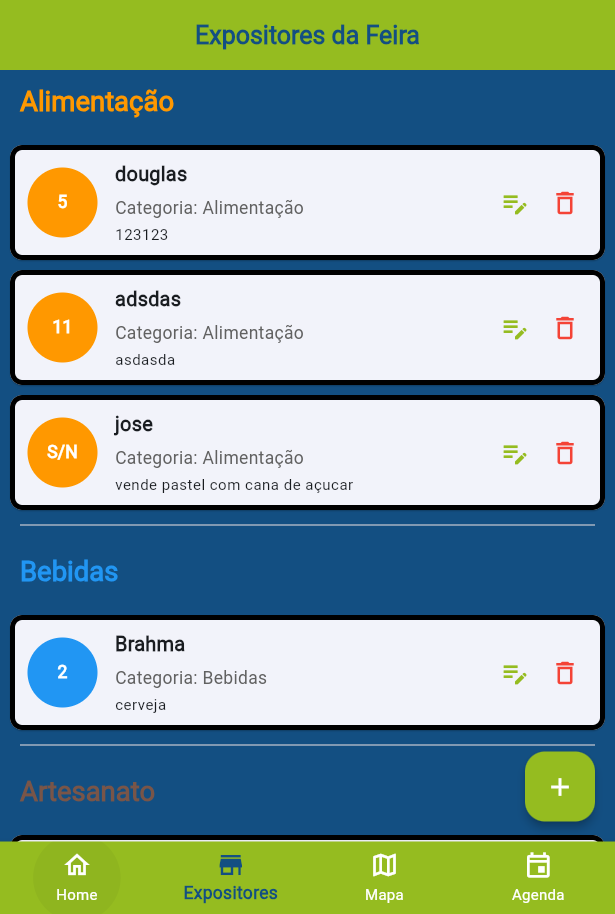 Expositores da Feira
Alimentação
5
douglas
Categoria: Alimentação
123123
11
adsdas
Categoria: Alimentação
asdasda
S/N
jose
Categoria: Alimentação
vende pastel com cana de açucar
Bebidas
2
Brahma
Categoria: Bebidas
cerveja
Artesanato
Home
Expositores
Mapa
Agenda